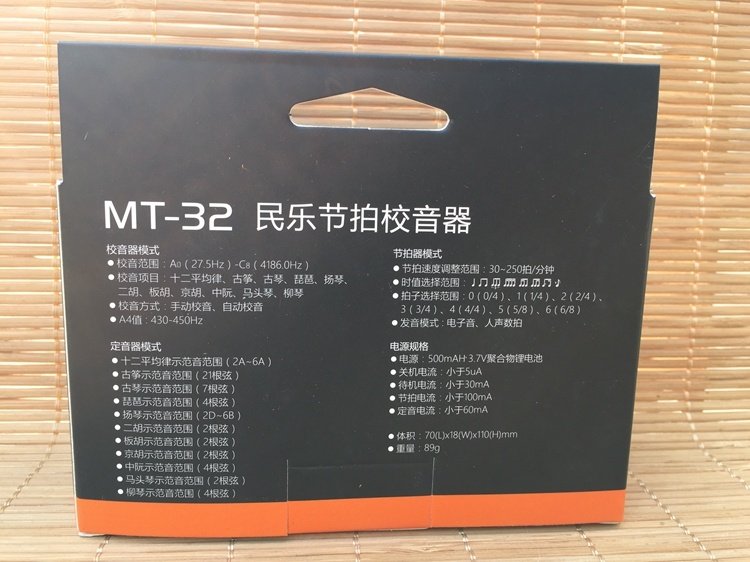 MT-32 民乐节拍校音器
校音器模式
● 校音范围：A0（27.5Hz）-C8（4186.0Hz）
● 校音项目：十二平均律、古筝、古琴、琵琶、扬琴、
二胡、板胡、京胡、中阮、马头琴、柳琴
● 校音方式：手动校音、自动校音
● A4值：430-450Hz
定音器模式
● 十二平均律示范音范围（2A~6A）
● 古筝示范音范围（21根弦）
● 古琴示范音范围（7根弦）
● 琵琶示范音范围（4根弦）
● 扬琴示范音范围（2D~6B）
● 二胡示范音范围（2根弦）
● 板胡示范音范围（2根弦）
● 京胡示范音范围（2根弦）
● 中阮示范音范围（4根弦）
● 马头琴示范音范围（2根弦）
● 柳琴示范音范围（4根弦）
节拍器模式
● 节拍速度调整范围：30~250拍/分钟
● 时值选择范围：
● 拍子选择范围：0（0/4）、1（1/4）、2（2/4）、
3（3/4）、4（4/4）、5（5/8）、6（6/8）
● 发音模式：电子音、人声数拍
电源规格
● 电源：500mAH·3.7V聚合物锂电池
● 关机电流：小于5uA
● 待机电流：小于30mA
● 节拍电流：小于100mA
● 定音电流：小于60mA
● 体积：70(L)x18(W)x110(H)mm
● 重量：89g